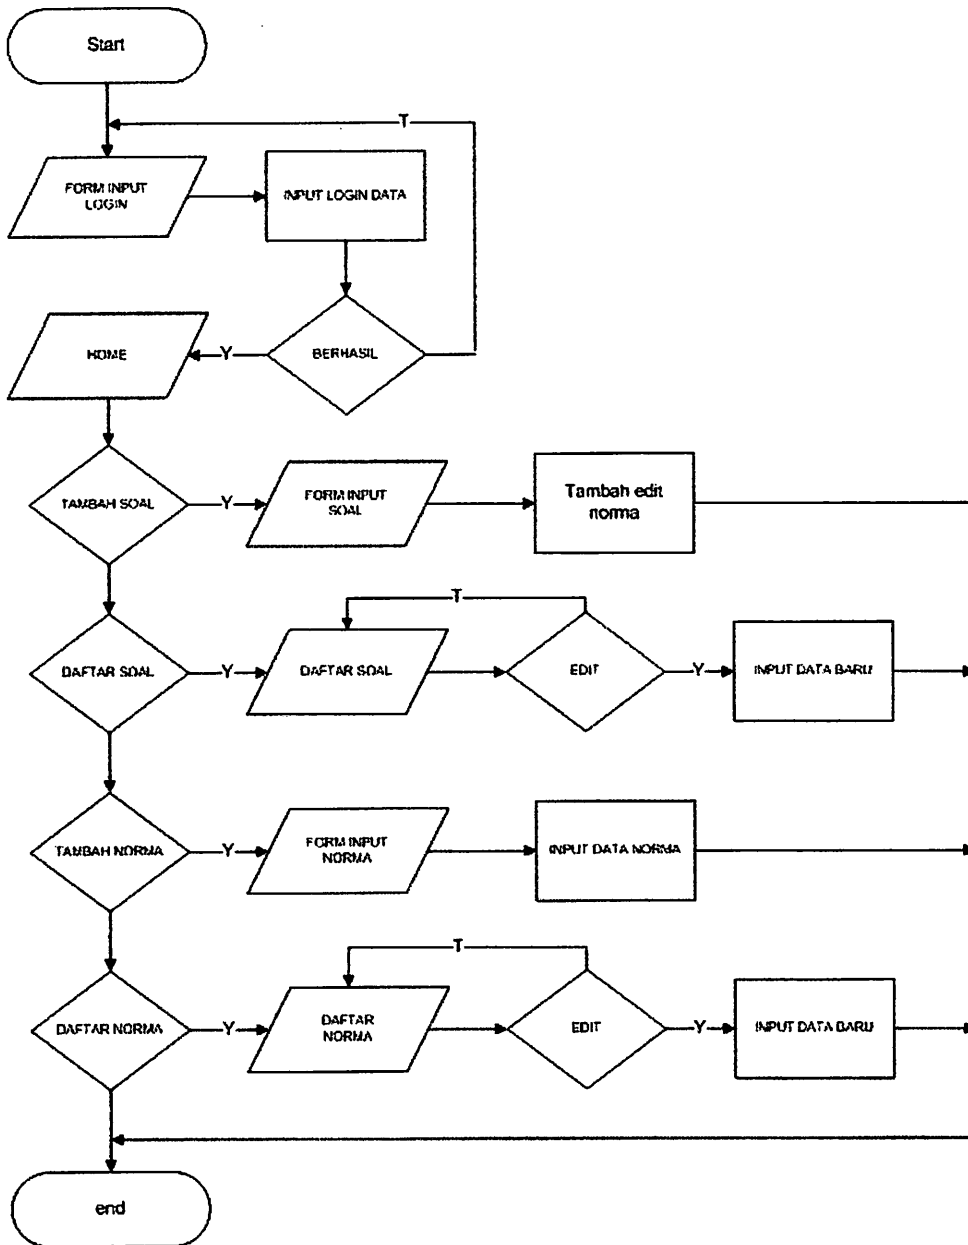 Start
T
FORM INPUT
LOGIN
INPUT LOGIN DATA
HOME
Y
BERHASIL
TAMBAH SOAL
Y
FORM INPUT
SOAL
Tambah edit
norma
T
DAFTAR SOAL
Y
DAFTAR SOAL
EDIT
Y
INPUT DATA BARU
TAMBAH NORMA
Y
FORM INPUT
NORMA
INPUT DATA NORMA
T
DAFTAR NORMA
Y
DAFTAR
NORMA
EDIT
Y
INPUT DATA BARU
end